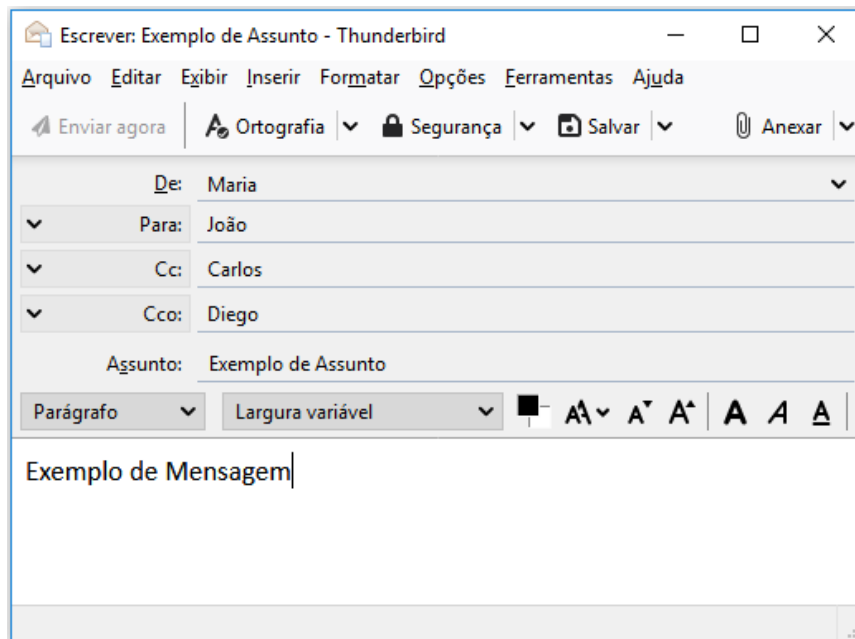 Escrever: Exemplo de Assunto - Thunderbird
Arquivo Editar Exibir Inserir Formatar Opções Ferramentas Ajuda
Enviar agora Ortografia Segurança Salvar Anexar
De: Maria
Para: João
Cc: Carlos
Cco: Diego
Assunto: Exemplo de Assunto
Parágrafo Largura variável A A A A A A A
Exemplo de Mensagem